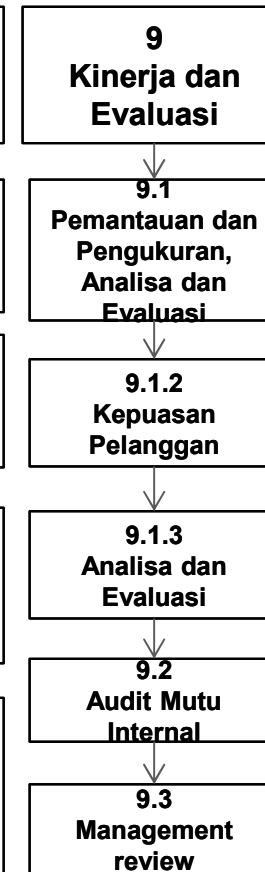 9
Kinerja dan
Evaluasi
9.1
Pemantauan dan
Pengukuran,
Analisa dan
Evaluasi
9.1.2
Kepuasan
Pelanggan
9.1.3
Analisa dan
Evaluasi
9.2
Audit Mutu
Internal
9.3
Management
review